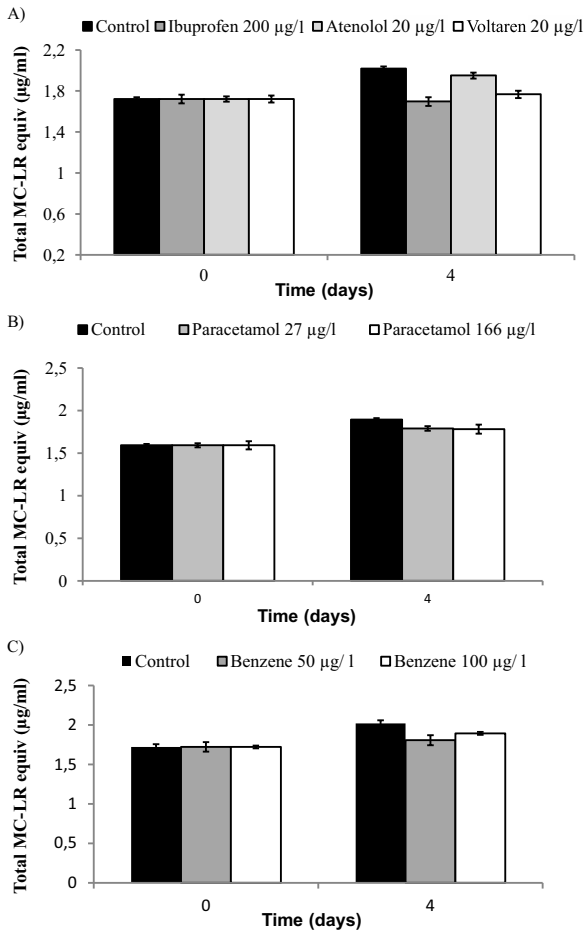 A)
Control Ibuprofen 200 µg/l Atenolol 20 µg/l Voltaren 20 µg/l
Total MC-LR equiv (µg/ml)
2,2
1,8
1,4
1
0,6
0,2
0 4
Time (days)
B)
Control Paracetamol 27 µg/l Paracetamol 166 µg/l
Total MC-LR equiv (µg/ml)
2,5
2
1,5
1
0,5
0
0 4
Time (days)
C)
Control Benzene 50 µg/ l Benzene 100 µg/ l
Total MC-LR equiv (µg/ml)
2,5
2
1,5
1
0,5
0
0 4
Time (days)